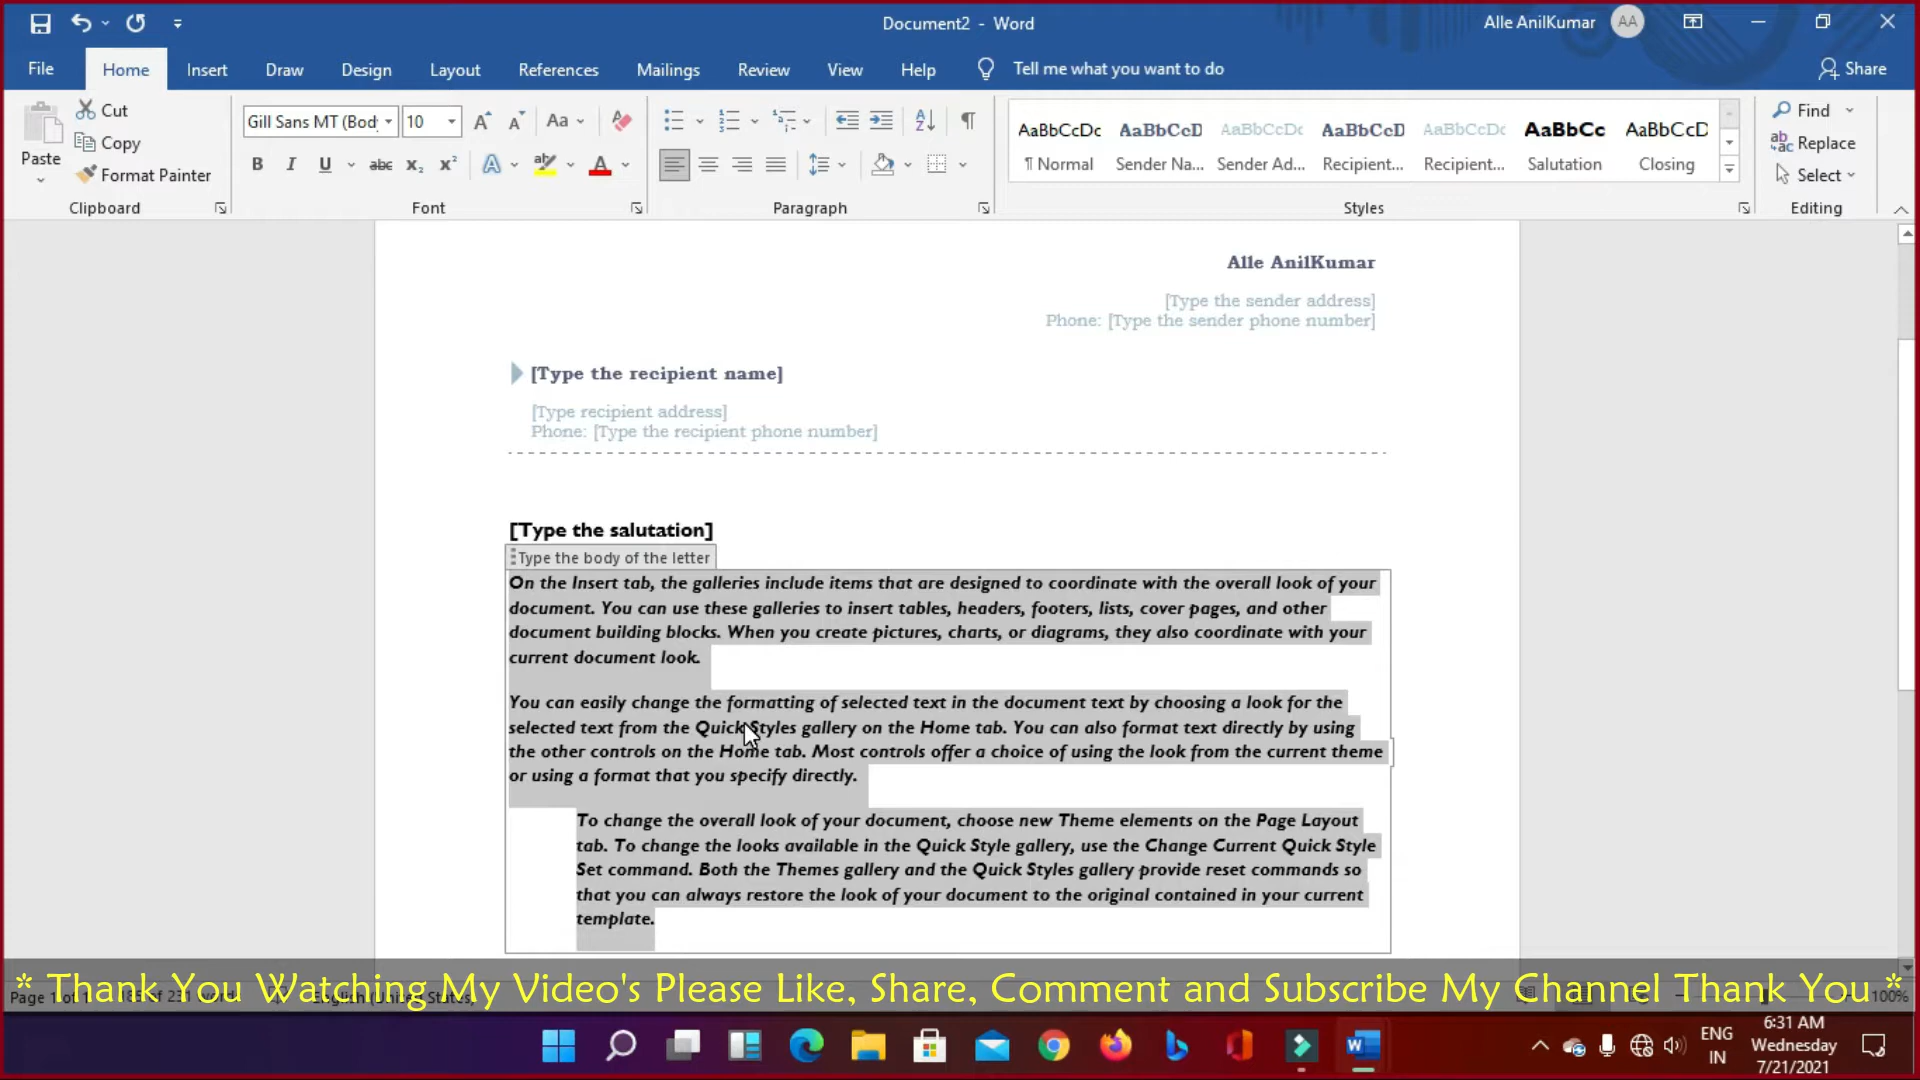 Document2 - Word
Alle AnilKumar
AA
File
Home
Insert
Draw
Design
Layout
References
Mailings
Review
View
Help
Tell me what you want to do
Share
Paste
Cut
Copy
Format Painter
Clipboard
Gill Sans MT (Body
10
Font
Paragraph
AaBbCcDc
¶ Normal
AaBbCcD
Sender Na...
AaBbCcDc
Sender Ad...
AaBbCcD
Recipient...
AaBbCcDc
Recipient...
AaBbCc
Salutation
AaBbCcD
Closing
Styles
Find
Replace
Select
Editing
Alle AnilKumar
[Type the sender address]
Phone: [Type the sender phone number]
[Type the recipient name]
[Type recipient address]
Phone: [Type the recipient phone number]
[Type the salutation]
Type the body of the letter
On the Insert tab, the galleries include items that are designed to coordinate with the overall look of your
document. You can use these galleries to insert tables, headers, footers, lists, cover pages, and other
document building blocks. When you create pictures, charts, or diagrams, they also coordinate with your
current document look.
You can easily change the formatting of selected text in the document text by choosing a look for the
selected text from the Quick Styles gallery on the Home tab. You can also format text directly by using
the other controls on the Home tab. Most controls offer a choice of using the look from the current theme
or using a format that you specify directly.
To change the overall look of your document, choose new Theme elements on the Page Layout
tab. To change the looks available in the Quick Style gallery, use the Change Current Quick Style
Set command. Both the Themes gallery and the Quick Styles gallery provide reset commands so
that you can always restore the look of your document to the original contained in your current
template.
* Thank You Watching My Video's Please Like, Share, Comment and Subscribe My Channel Thank You *
Page 1 of 1
185 of 231 words
English (United States)
100%
ENG
IN
6:31 AM
Wednesday
7/21/2021